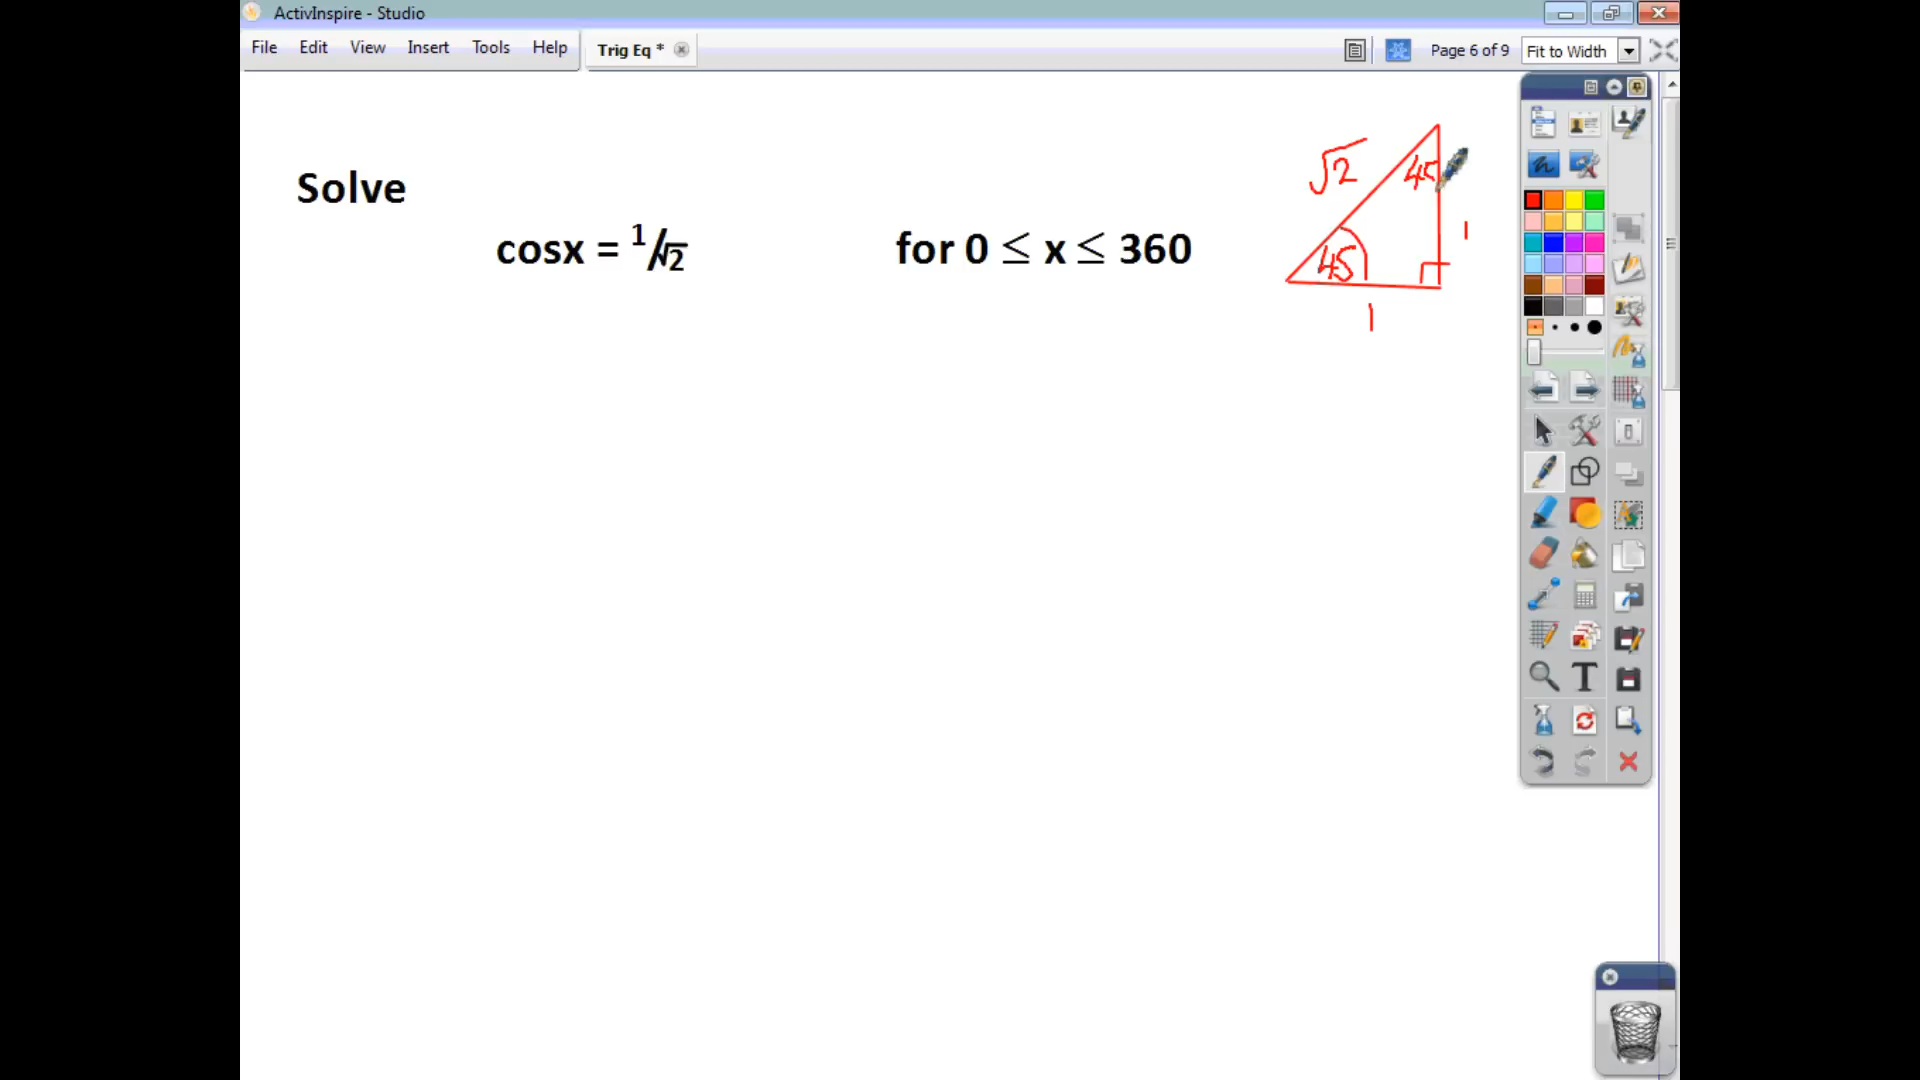 ActivInspire - Studio
File Edit View Insert Tools Help Trig Eq * Page 6 of 9 Fit to Width
Solve
cosx = 1/√2 for 0 ≤ x ≤ 360
√2
45
1
45
1
T